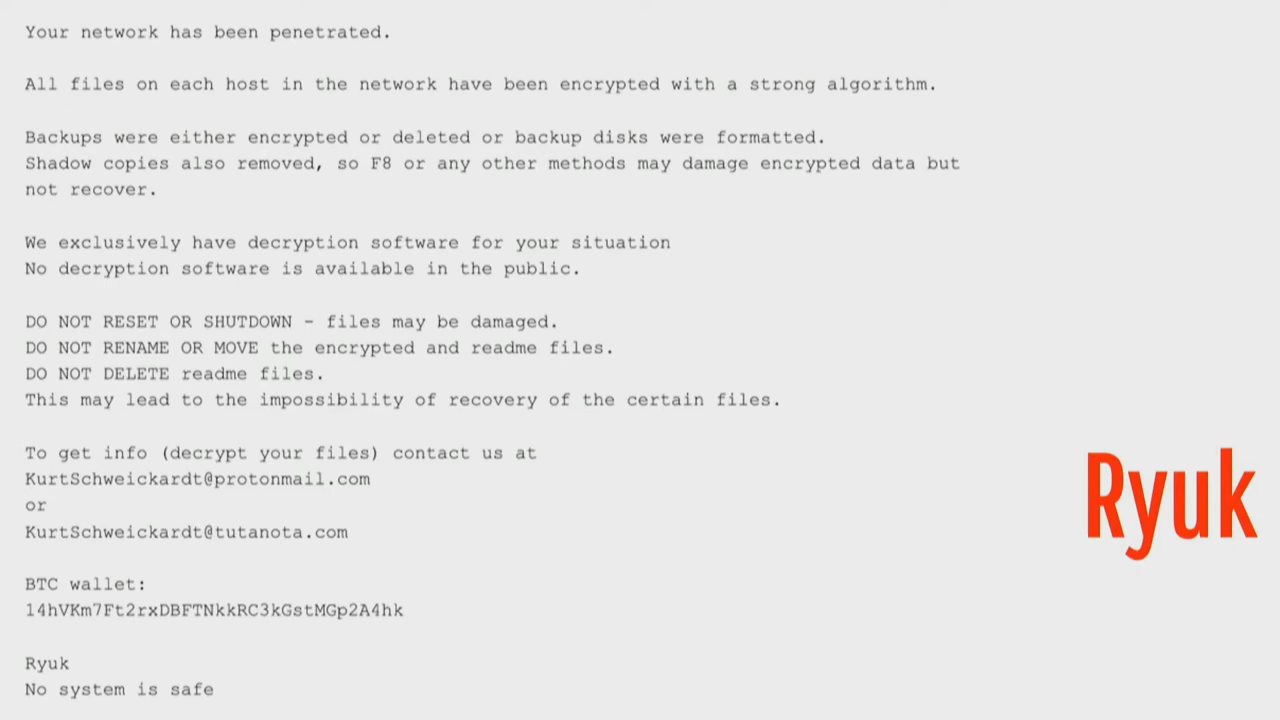 Your network has been penetrated.
All files on each host in the network have been encrypted with a strong algorithm.
Backups were either encrypted or deleted or backup disks were formatted.
Shadow copies also removed, so F8 or any other methods may damage encrypted data but
not recover.
We exclusively have decryption software for your situation
No decryption software is available in the public.
DO NOT RESET OR SHUTDOWN - files may be damaged.
DO NOT RENAME OR MOVE the encrypted and readme files.
DO NOT DELETE readme files.
This may lead to the impossibility of recovery of the certain files.
To get info (decrypt your files) contact us at
KurtSchweickardt@protonmail.com
or
KurtSchweickardt@tutanota.com
BTC wallet:
14hVKm7Ft2rxDBFTNkkRC3kGstMGp2A4hk
Ryuk
No system is safe
Ryuk